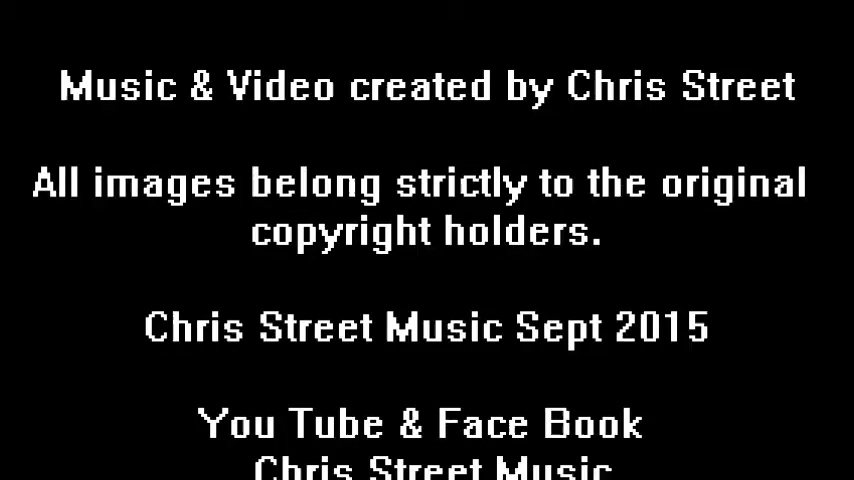 Music & Video created by Chris Street
All images belong strictly to the original
copyright holders.
Chris Street Music Sept 2015
You Tube & Face Book
Chris Street Music